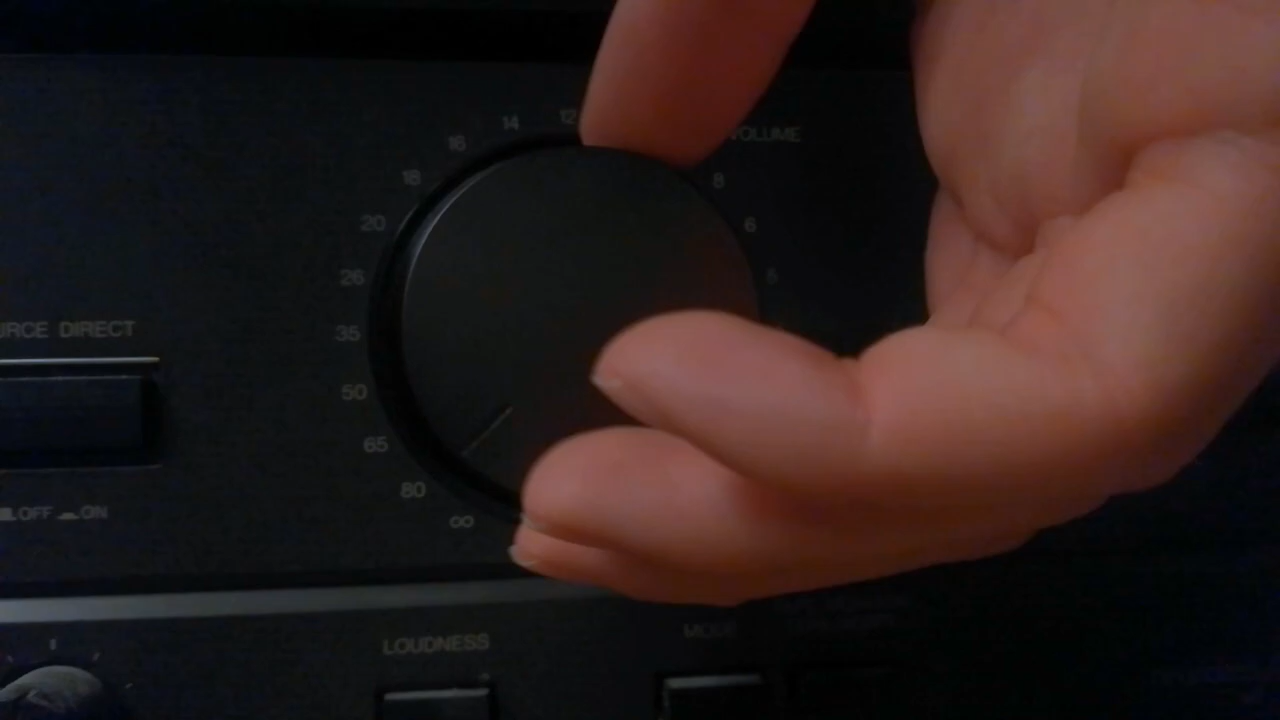 12
14
16
18
20
26
35
50
65
80
∞
VOLUME
8
6
5
URCE DIRECT
OFF ON
LOUDNESS
MODE